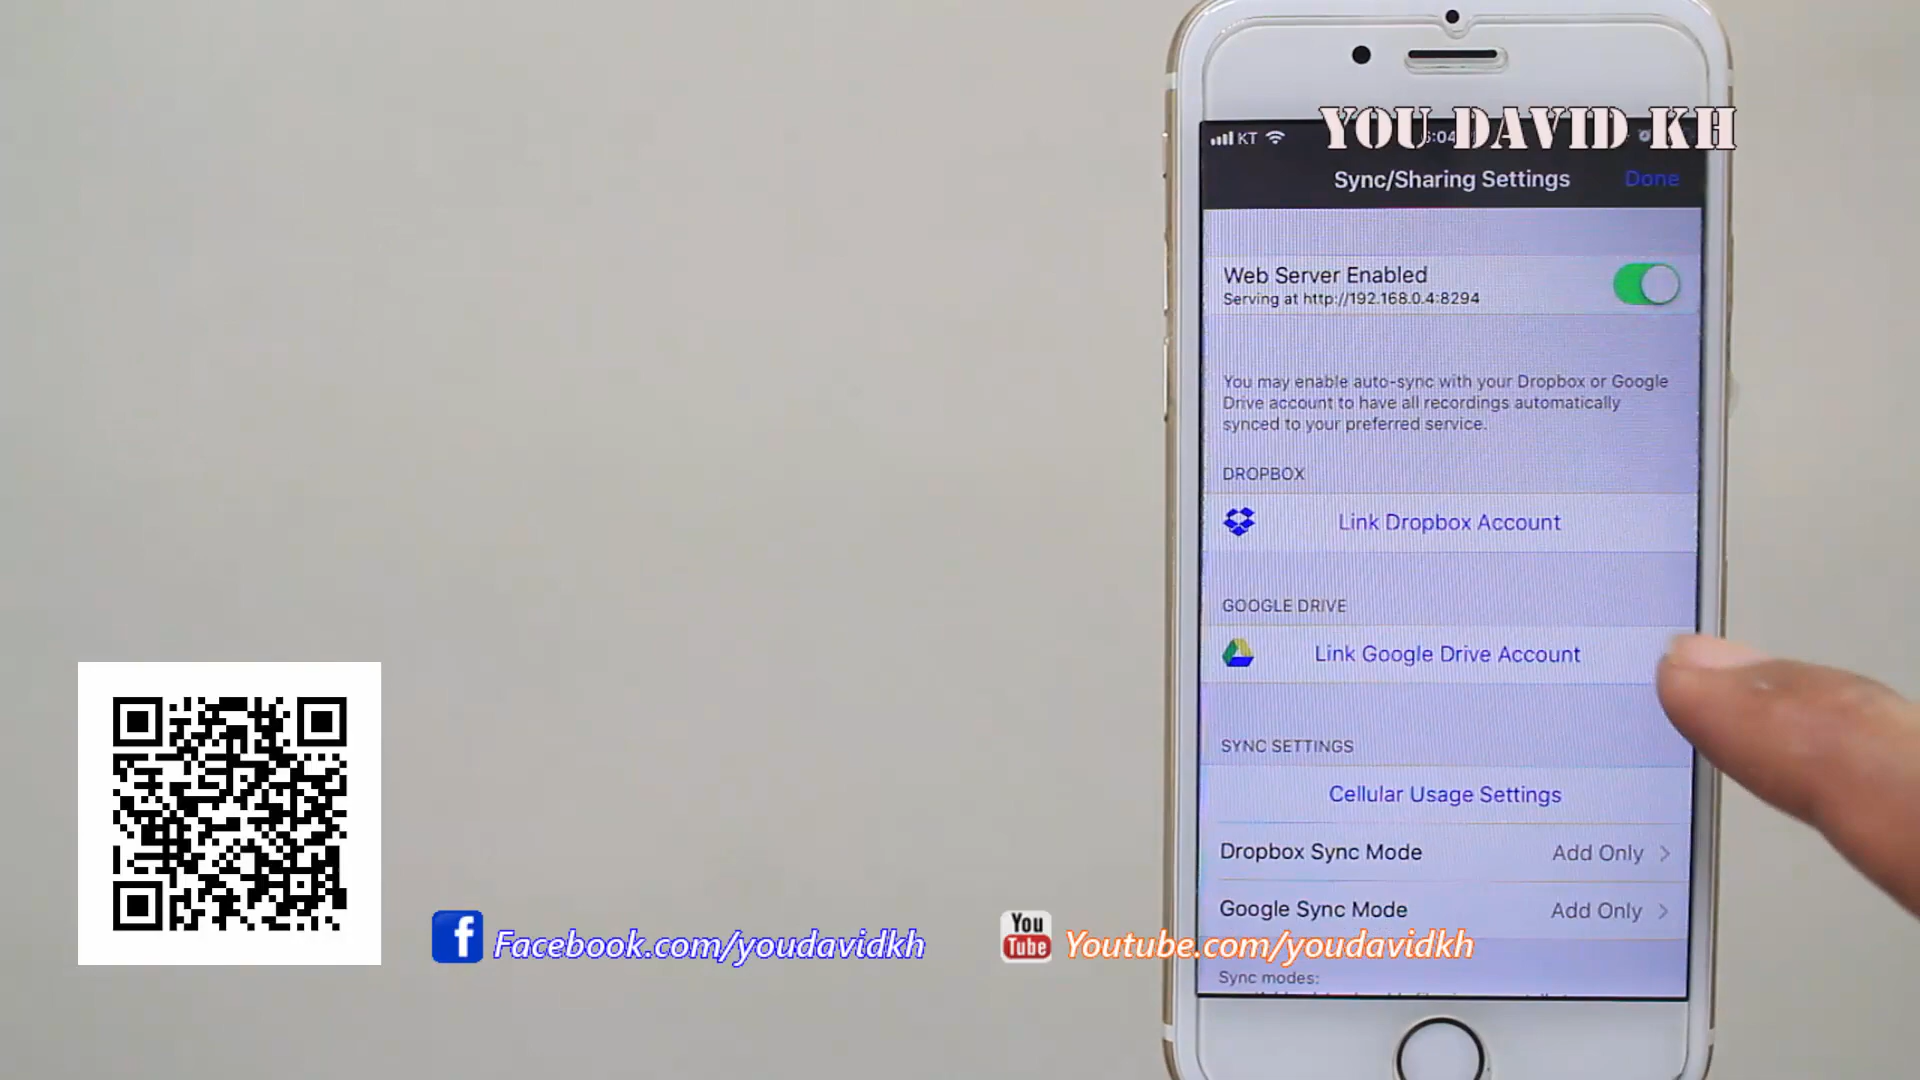 YOU DAVID KH
KT
Sync/Sharing Settings
Done
Web Server Enabled
Serving at http://192.168.0.4:8294
You may enable auto-sync with your Dropbox or Google
Drive account to have all recordings automatically
synced to your preferred service.
DROPBOX
Link Dropbox Account
GOOGLE DRIVE
Link Google Drive Account
SYNC SETTINGS
Cellular Usage Settings
Dropbox Sync Mode Add Only
Google Sync Mode Add Only
Sync modes:
f Facebook.com/youdavidkh
You Tube Youtube.com/youdavidkh